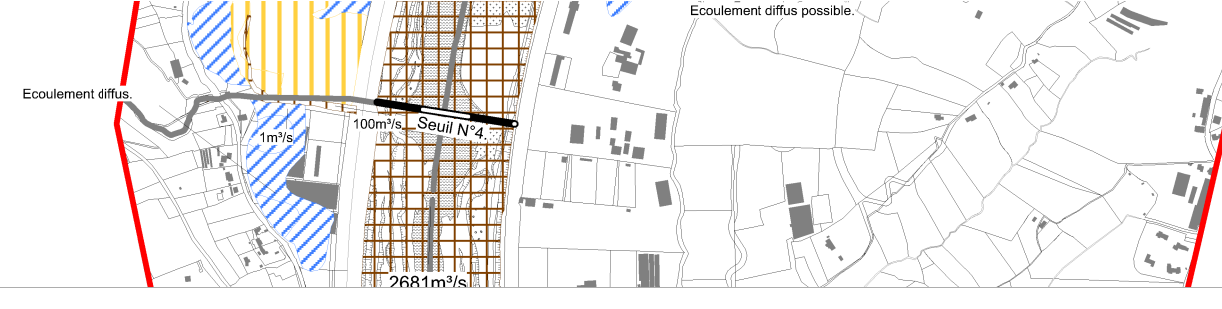 Ecoulement diffus possible.
Ecoulement diffus.
100m³/s
Seuil N°4.
1m³/s
2681m³/s